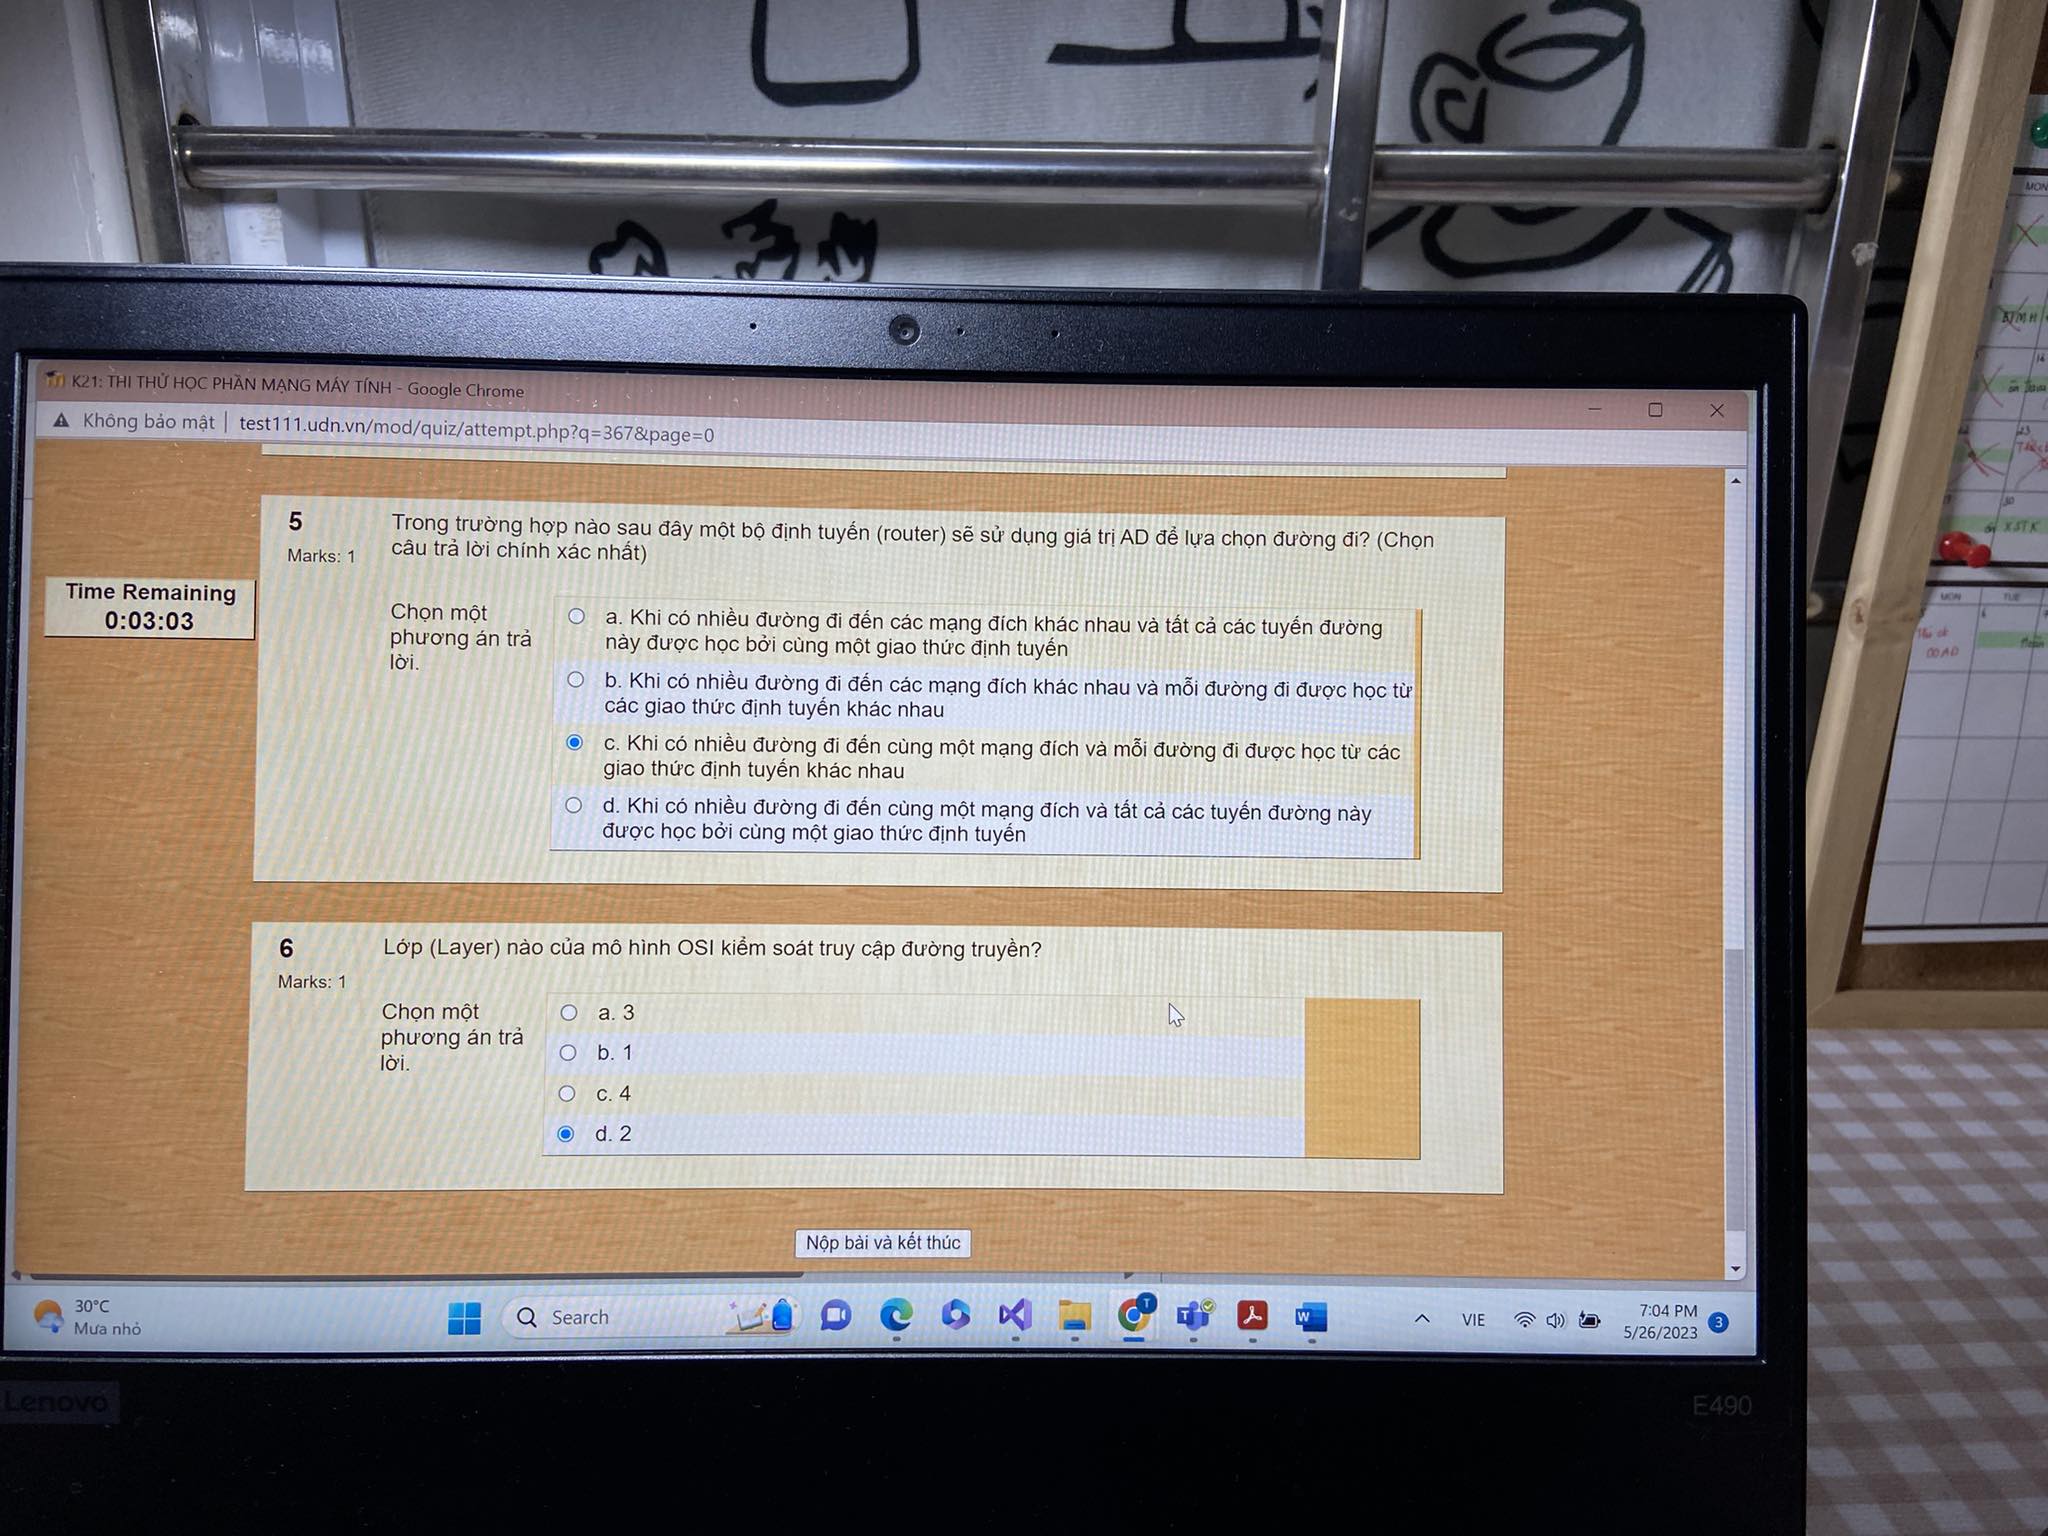 K21: THI THỬ HỌC PHẦN MẠNG MÁY TÍNH - Google Chrome
Không bảo mật | test111.udn.vn/mod/quiz/attempt.php?q=367&page=0
Time Remaining
0:03:03
5
Marks: 1
Trong trường hợp nào sau đây một bộ định tuyến (router) sẽ sử dụng giá trị AD để lựa chọn đường đi? (Chọn
câu trả lời chính xác nhất)
Chọn một
phương án trả
lời.
a. Khi có nhiều đường đi đến các mạng đích khác nhau và tất cả các tuyến đường
này được học bởi cùng một giao thức định tuyến
b. Khi có nhiều đường đi đến các mạng đích khác nhau và mỗi đường đi được học từ
các giao thức định tuyến khác nhau
c. Khi có nhiều đường đi đến cùng một mạng đích và mỗi đường đi được học từ các
giao thức định tuyến khác nhau
d. Khi có nhiều đường đi đến cùng một mạng đích và tất cả các tuyến đường này
được học bởi cùng một giao thức định tuyến
6
Marks: 1
Lớp (Layer) nào của mô hình OSI kiểm soát truy cập đường truyền?
Chọn một
phương án trả
lời.
a. 3
b. 1
c. 4
d. 2
Nộp bài và kết thúc
30°C
Mưa nhỏ
Search
VIE
7:04 PM
5/26/2023
3
Lenovo
E490
MON
BTMH
23
30
XSTK
MON
TUE